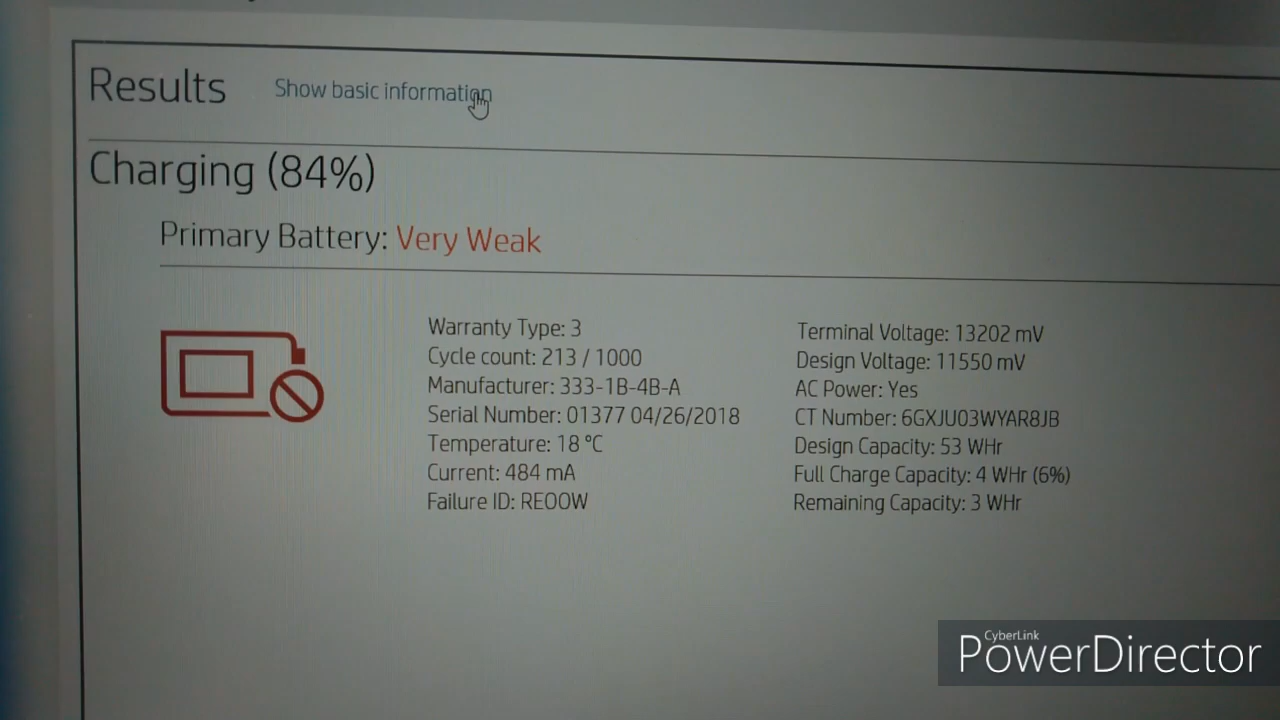 Results Show basic information
Charging (84%)
Primary Battery: Very Weak
Warranty Type: 3
Cycle count: 213 / 1000
Manufacturer: 333-1B-4B-A
Serial Number: 01377 04/26/2018
Temperature: 18 °C
Current: 484 mA
Failure ID: REOOW
Terminal Voltage: 13202 mV
Design Voltage: 11550 mV
AC Power: Yes
CT Number: 6GXJU03WYAR8JB
Design Capacity: 53 WHr
Full Charge Capacity: 4 WHr (6%)
Remaining Capacity: 3 WHr
CyberLink
PowerDirector